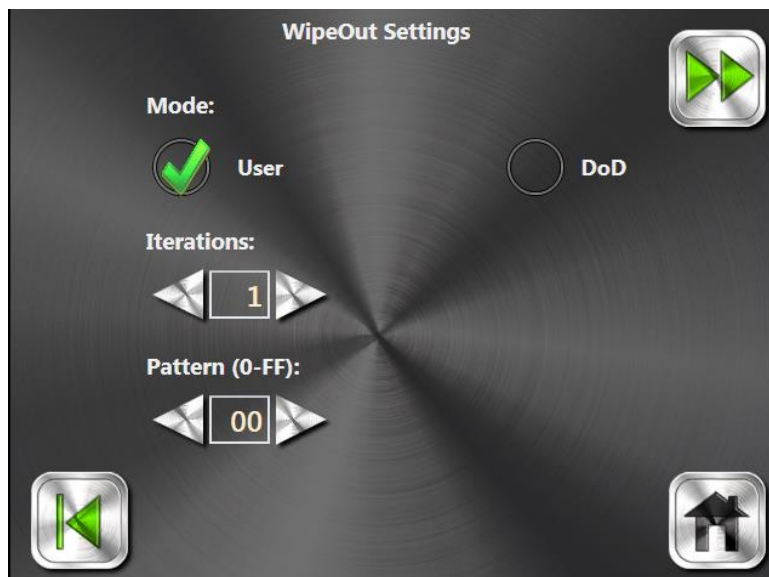 WipeOut Settings
Mode:
User
DoD
Iterations:
1
Pattern (0-FF):
00